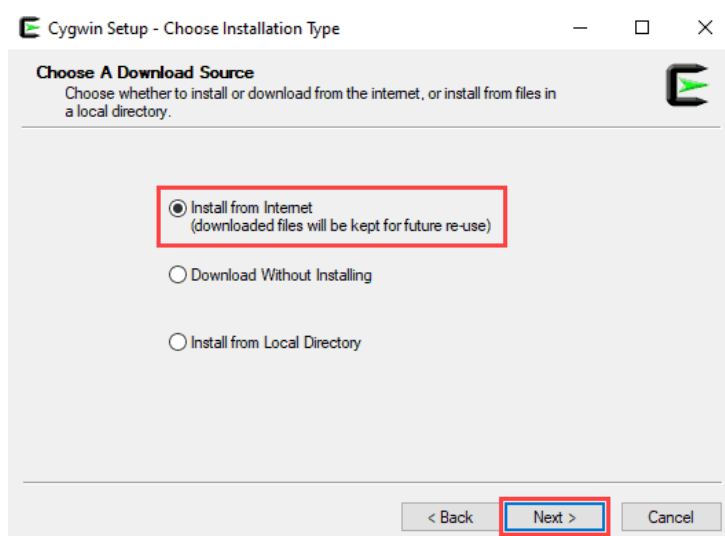 Cygwin Setup - Choose Installation Type
Choose A Download Source
Choose whether to install or download from the internet, or install from files in
a local directory.
Install from Internet
(downloaded files will be kept for future re-use)
Download Without Installing
Install from Local Directory
< Back
Next >
Cancel